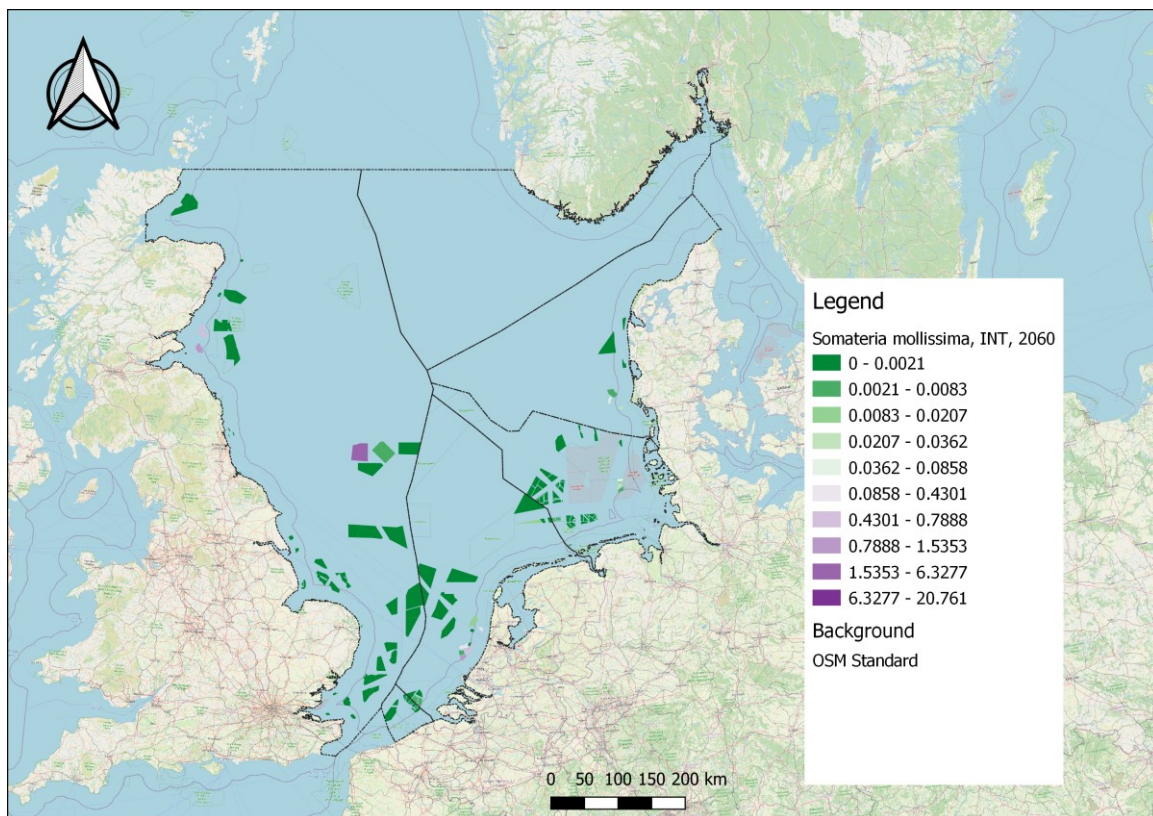 Legend
Somateria mollissima, INT, 2060
0 - 0.0021
0.0021 - 0.0083
0.0083 - 0.0207
0.0207 - 0.0362
0.0362 - 0.0858
0.0858 - 0.4301
0.4301 - 0.7888
0.7888 - 1.5353
1.5353 - 6.3277
6.3277 - 20.761
Background
OSM Standard
0 50 100 150 200 km